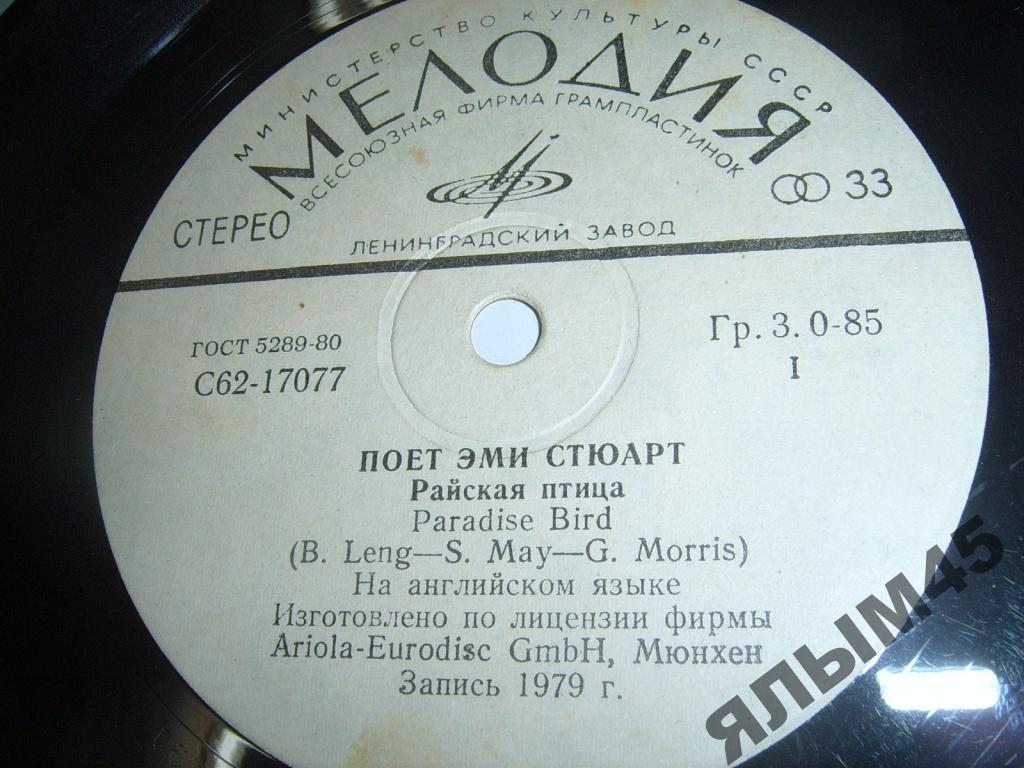 МИНИСТЕРСТВО КУЛЬТУРЫ СССР
МЕЛОДИЯ
ВСЕСОЮЗНАЯ ФИРМА ГРАМПЛАСТИНОК
СТЕРЕО
33
ЛЕНИНГРАДСКИЙ ЗАВОД
ГОСТ 5289-80
С62-17077
Гр. 3. 0-85
I
ПОЕТ ЭМИ СТЮАРТ
Райская птица
Paradise Bird
(B. Leng—S. May—G. Morris)
На английском языке
Изготовлено по лицензии фирмы
Ariola-Eurodisc GmbH, Мюнхен
Запись 1979 г.
ЯЛЫМ45